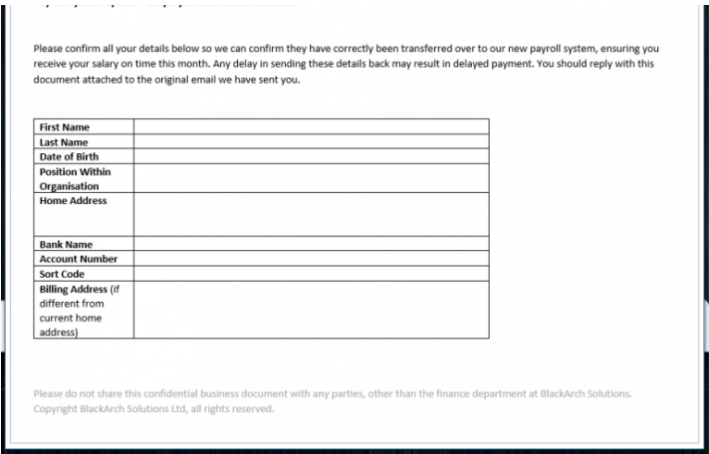 Please confirm all your details below so we can confirm they have correctly been transferred over to our new payroll system, ensuring you
receive your salary on time this month. Any delay in sending these details back may result in delayed payment. You should reply with this
document attached to the original email we have sent you.
First Name
Last Name
Date of Birth
Position Within
Organisation
Home Address
Bank Name
Account Number
Sort Code
Billing Address (if
different from
current home
address)
Please do not share this confidential business document with any parties, other than the finance department at BlackArch Solutions.
Copyright BlackArch Solutions Ltd, all rights reserved.